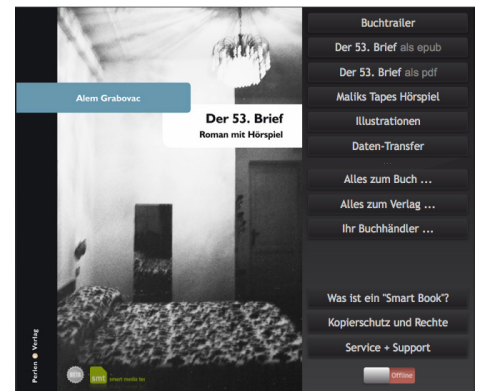 Alem Grabovac
Der 53. Brief
Roman mit Hörspiel
Perlen Verlag
smt smart media tec
Buchtrailer
Der 53. Brief als epub
Der 53. Brief als pdf
Maliks Tapes Hörspiel
Illustrationen
Daten-Transfer
Alles zum Buch ...
Alles zum Verlag ...
Ihr Buchhändler ...
Was ist ein "Smart Book"?
Kopierschutz und Rechte
Service + Support
Offline